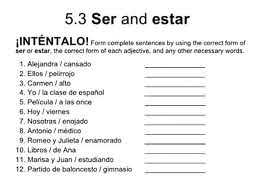 5.3 Ser and estar
¡INTÉNTALO! Form complete sentences by using the correct form of
ser or estar, the correct form of each adjective, and any other necessary words.
1. Alejandra / cansado
2. Ellos / pelirrojo
3. Carmen / alto
4. Yo / la clase de español
5. Película / a las once
6. Hoy / viernes
7. Nosotras / enojado
8. Antonio / médico
9. Romeo y Julieta / enamorado
10. Libros / de Ana
11. Marisa y Juan / estudiando
12. Partido de baloncesto / gimnasio